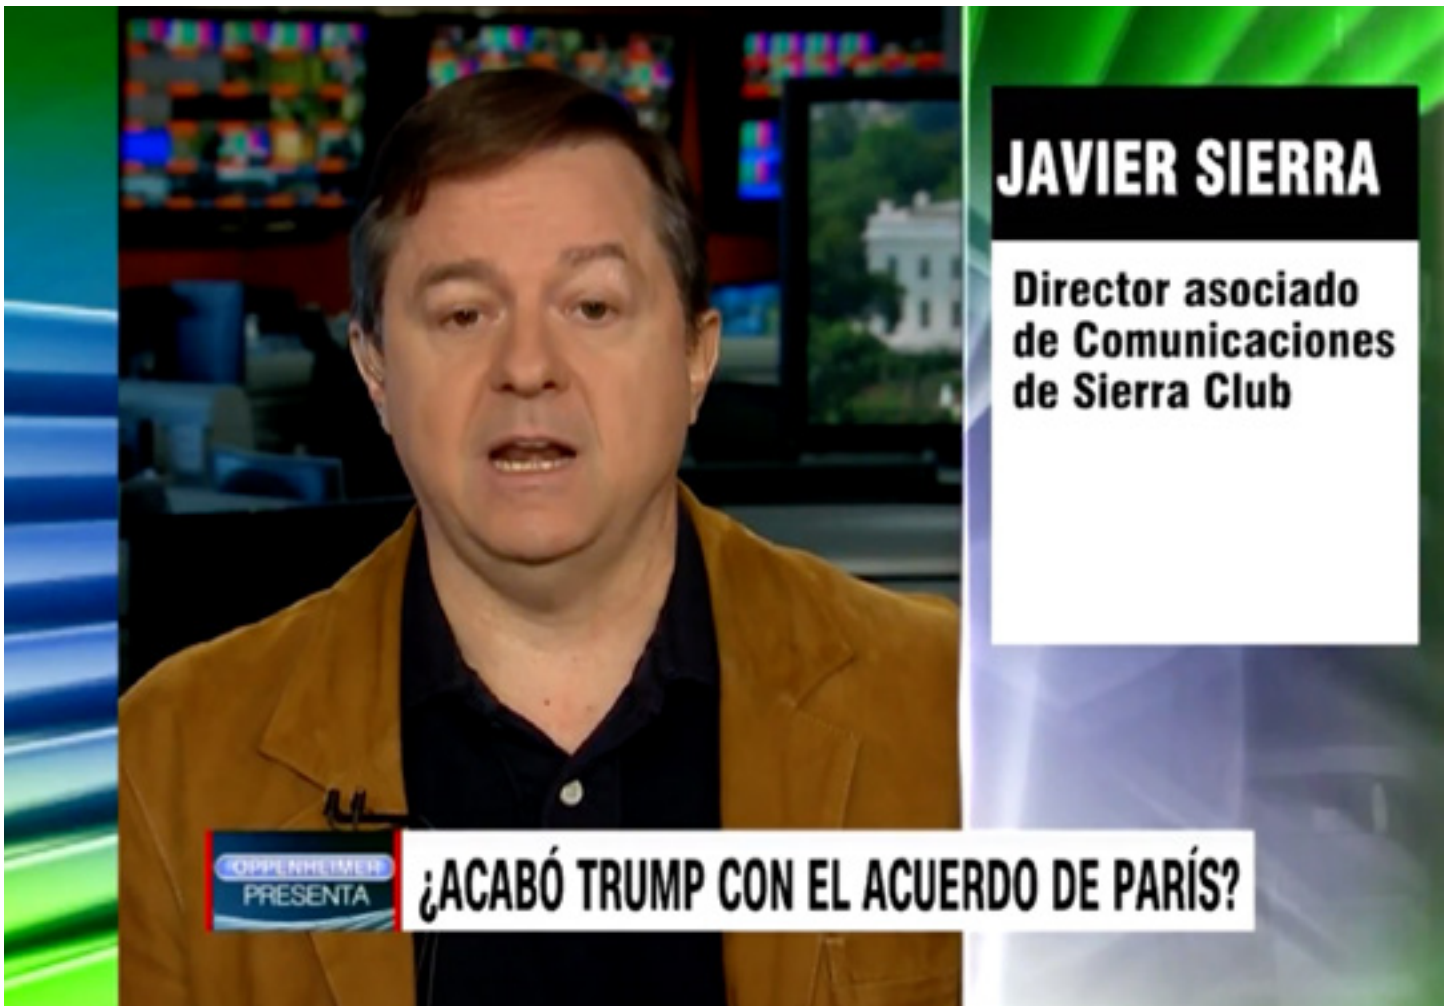 JAVIER SIERRA
Director asociado
de Comunicaciones
de Sierra Club
OPPENHEIMER
PRESENTA
¿ACABÓ TRUMP CON EL ACUERDO DE PARÍS?